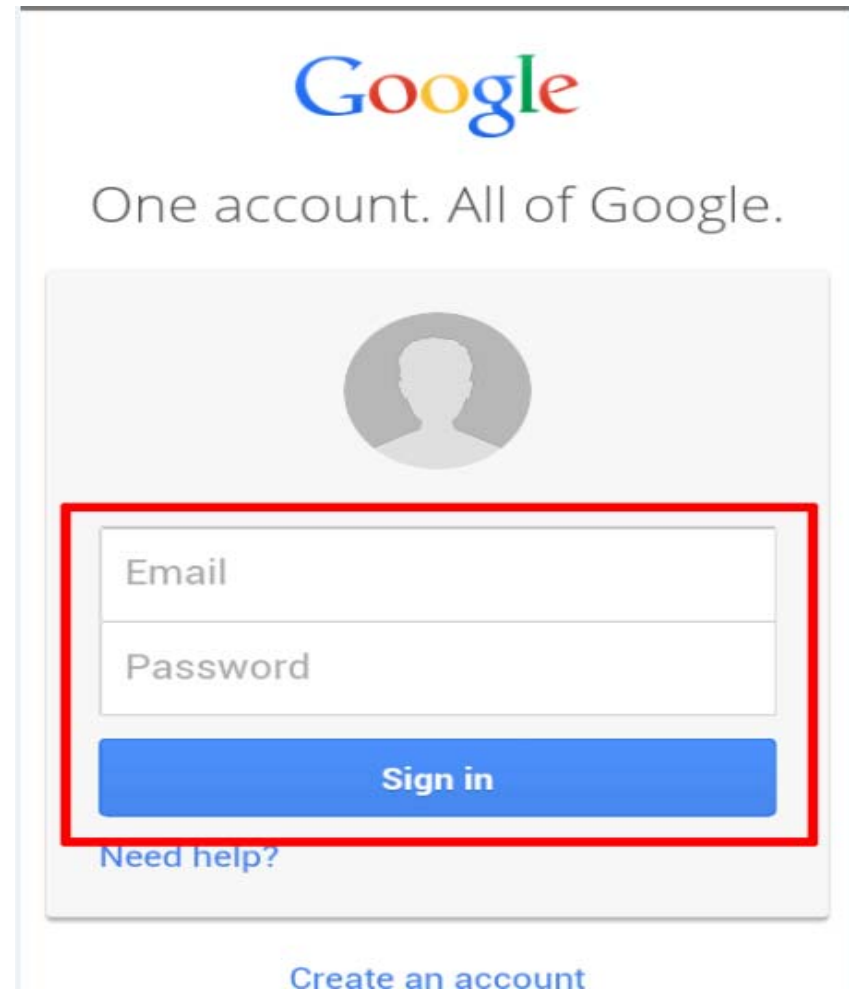 Google
One account. All of Google.
Email
Password
Sign in
Need help?
Create an account